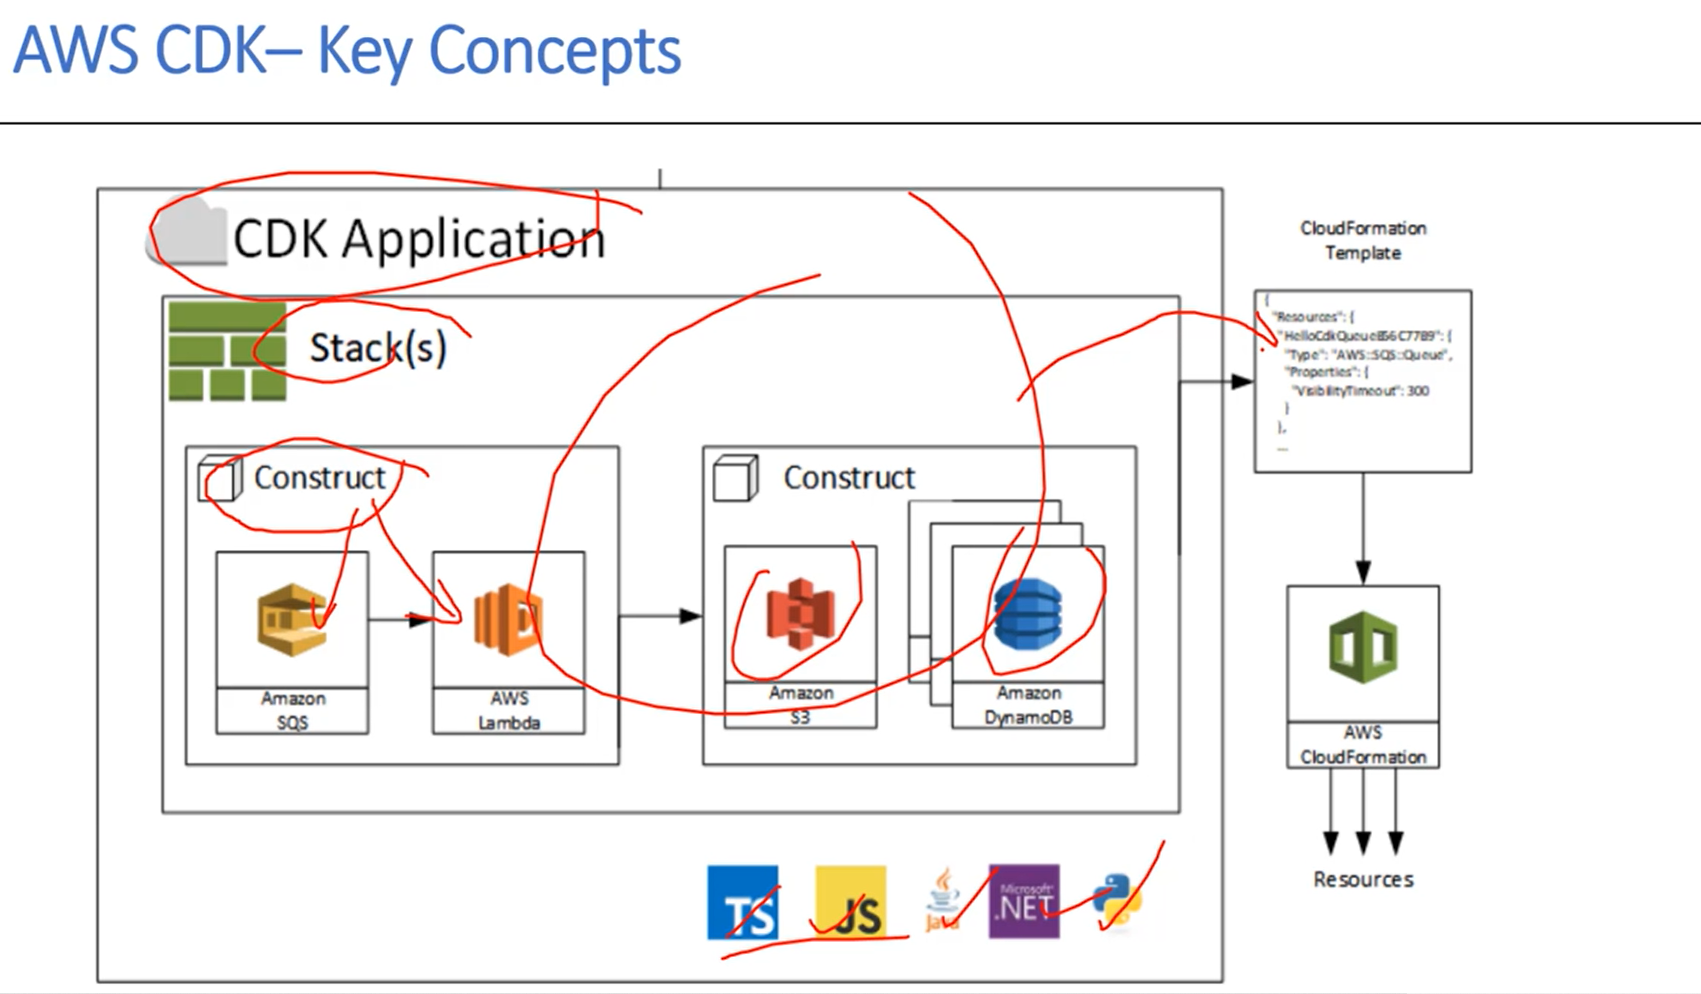 AWS CDK– Key Concepts
CDK Application
Stack(s)
Construct
Amazon
SQS
AWS
Lambda
Construct
Amazon
S3
Amazon
DynamoDB
TS
JS
Java
Microsoft
.NET
CloudFormation
Template
{
"Resources": {
"HelloCdkQueueB56C77B9": {
"Type": "AWS::SQS::Queue",
"Properties": {
"VisibilityTimeout": 300
}
},
...
AWS
CloudFormation
Resources